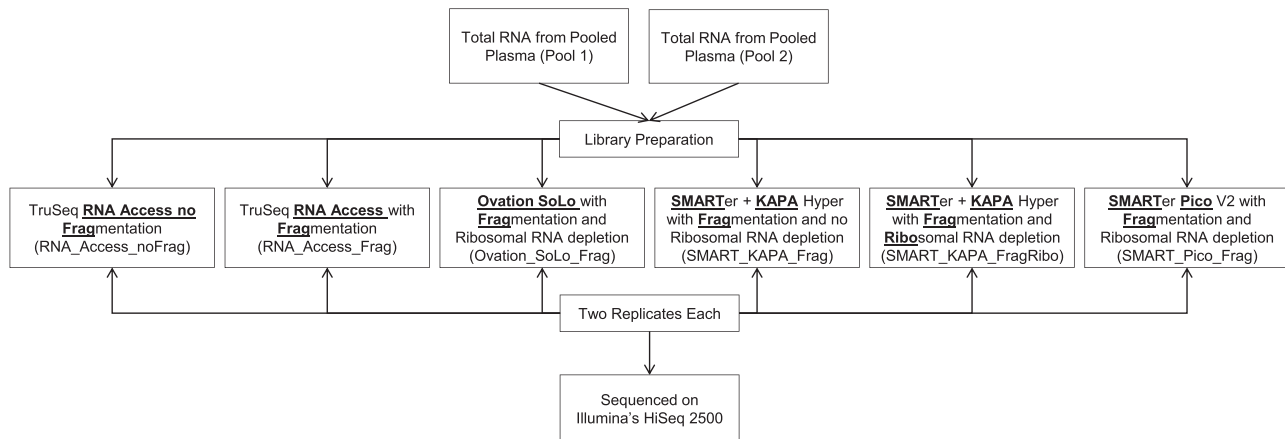 Total RNA from Pooled
Plasma (Pool 1)
Total RNA from Pooled
Plasma (Pool 2)
Library Preparation
TruSeq RNA Access no
Fragmentation
(RNA_Access_noFrag)
TruSeq RNA Access with
Fragmentation
(RNA_Access_Frag)
Ovation SoLo with
Fragmentation and
Ribosomal RNA depletion
(Ovation_SoLo_Frag)
SMARTer + KAPA Hyper
with Fragmentation and no
Ribosomal RNA depletion
(SMART_KAPA_Frag)
SMARTer + KAPA Hyper
with Fragmentation and
Ribosomal RNA depletion
(SMART_KAPA_FragRibo)
SMARTer Pico V2 with
Fragmentation and
Ribosomal RNA depletion
(SMART_Pico_Frag)
Two Replicates Each
Sequenced on
Illumina's HiSeq 2500